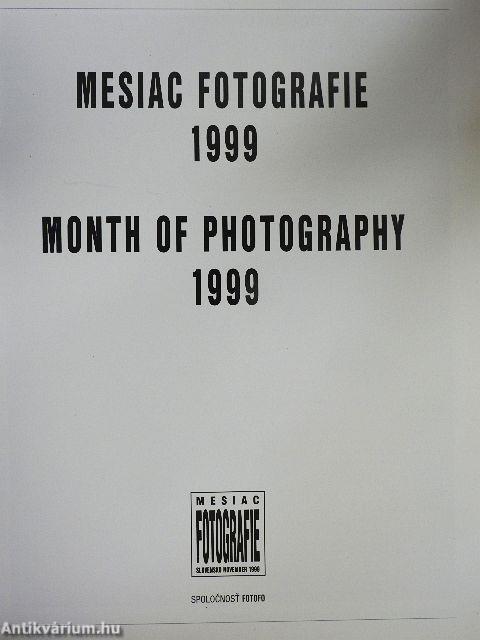 MESIAC FOTOGRAFIE
1999
MONTH OF PHOTOGRAPHY
1999
MESIAC
FOTOGRAFIE
SLOVENSKO NOVEMBER 1999
SPOLOČNOSŤ FOTOFO
Antikvárium.hu